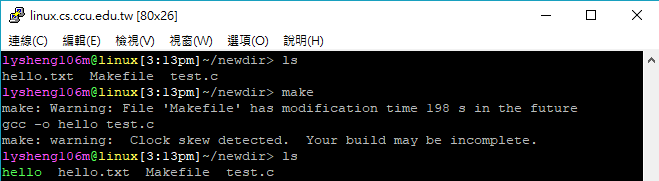 linux.cs.ccu.edu.tw [80x26]
連線(C) 編輯(E) 檢視(V) 視窗(W) 選項(O) 說明(H)
lysheng106m@linux[3:13pm]~/newdir> ls
hello.txt  Makefile  test.c
lysheng106m@linux[3:13pm]~/newdir> make
make: Warning: File 'Makefile' has modification time 198 s in the future
gcc -o hello test.c
make: warning:  Clock skew detected.  Your build may be incomplete.
lysheng106m@linux[3:13pm]~/newdir> ls
hello  hello.txt  Makefile  test.c